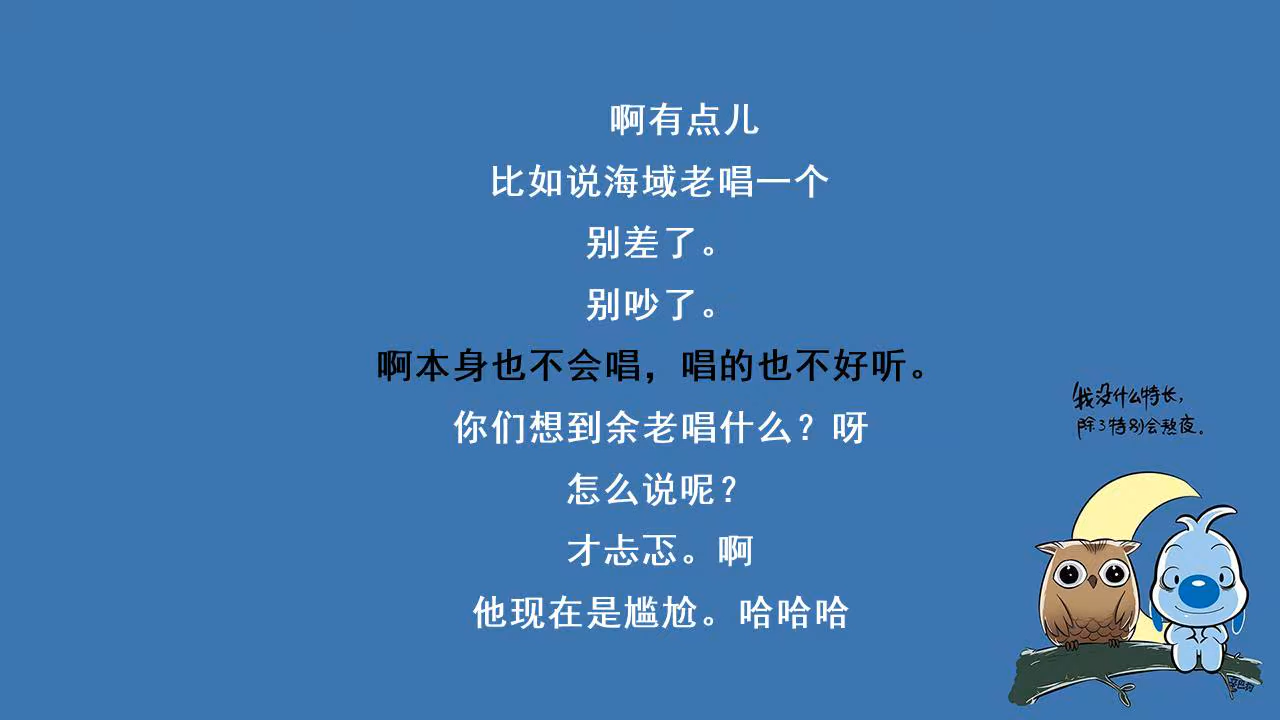 啊有点儿
比如说海域老唱一个
别差了。
别吵了。
啊本身也不会唱，唱的也不好听。
你们想到余老唱什么？呀
怎么说呢？
才忐忑。啊
他现在是尴尬。哈哈哈
我没什么特长，
除了特别会熬夜。